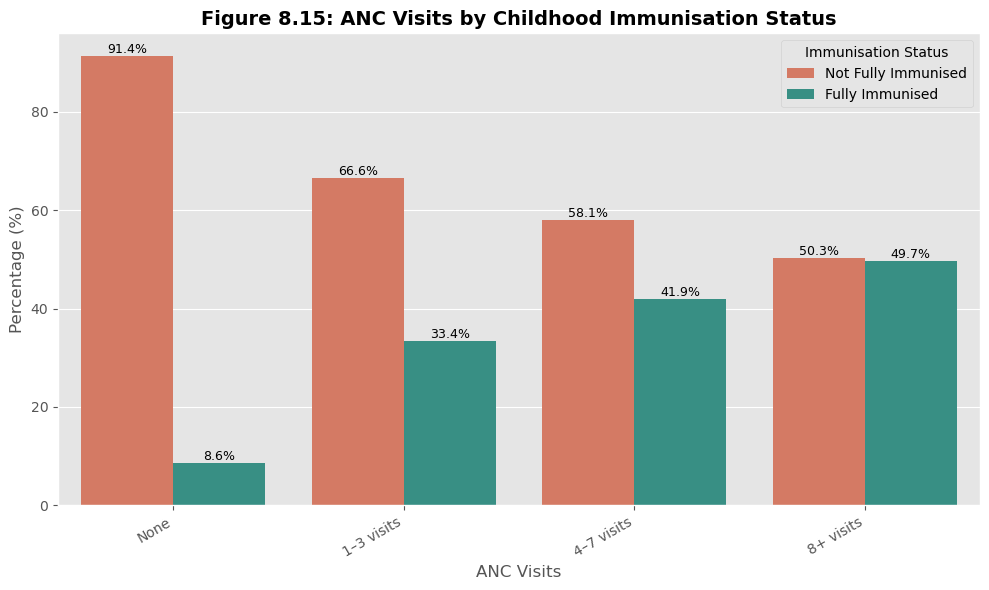 Figure 8.15: ANC Visits by Childhood Immunisation Status
Immunisation Status
Not Fully Immunised
Fully Immunised
Percentage (%)
80
60
40
20
0
91.4%
8.6%
66.6%
33.4%
58.1%
41.9%
50.3%
49.7%
None
1–3 visits
4–7 visits
8+ visits
ANC Visits